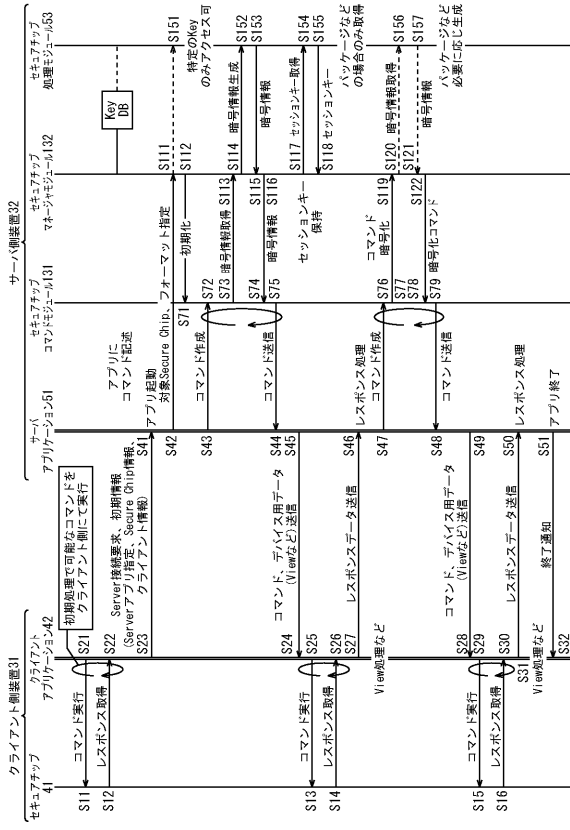 クライアント側装置31
サーバ側装置32
セキュアチップ
41
クライアント
アプリケーション42
サーバ
アプリケーション51
セキュアチップ
コマンドモジュール131
セキュアチップ
マネージャモジュール132
セキュアチップ
処理モジュール53
初期処理で可能なコマンドを
クライアント側にて実行
Key
DB
S11
コマンド実行
S21
S12
レスポンス取得
S22
S23
Server接続要求、初期情報
(Serverアプリ指定、Secure Chip情報、
クライアント情報)
S41
アプリに
コマンド記述
アプリ起動
S42
対象Secure Chip、フォーマット指定
S111
S151
特定のKey
のみアクセス可
S71
初期化
S112
S43
コマンド作成
S72
S73
暗号情報取得
S113
S114
暗号情報生成
S152
S153
暗号情報
S115
S74
暗号情報
S116
S75
コマンド送信
S44
S117
セッションキー取得
S154
S118
セッションキー
S155
セッションキー
保持
パッケージなど
の場合のみ取得
S45
コマンド、デバイス用データ
(Viewなど)送信
S24
S13
コマンド実行
S25
S14
レスポンス取得
S26
S27
レスポンスデータ送信
S46
レスポンス処理
View処理など
S47
コマンド作成
S76
S77
コマンド
暗号化
S119
S120
暗号情報取得
S156
S121
暗号情報
S157
パッケージなど
必要に応じ生成
S78
S122
S79
暗号化コマンド
S48
コマンド送信
S49
コマンド、デバイス用データ
(Viewなど)送信
S28
S15
コマンド実行
S29
S16
レスポンス取得
S30
S31
レスポンスデータ送信
S50
レスポンス処理
View処理など
S51
アプリ終了
終了通知
S32